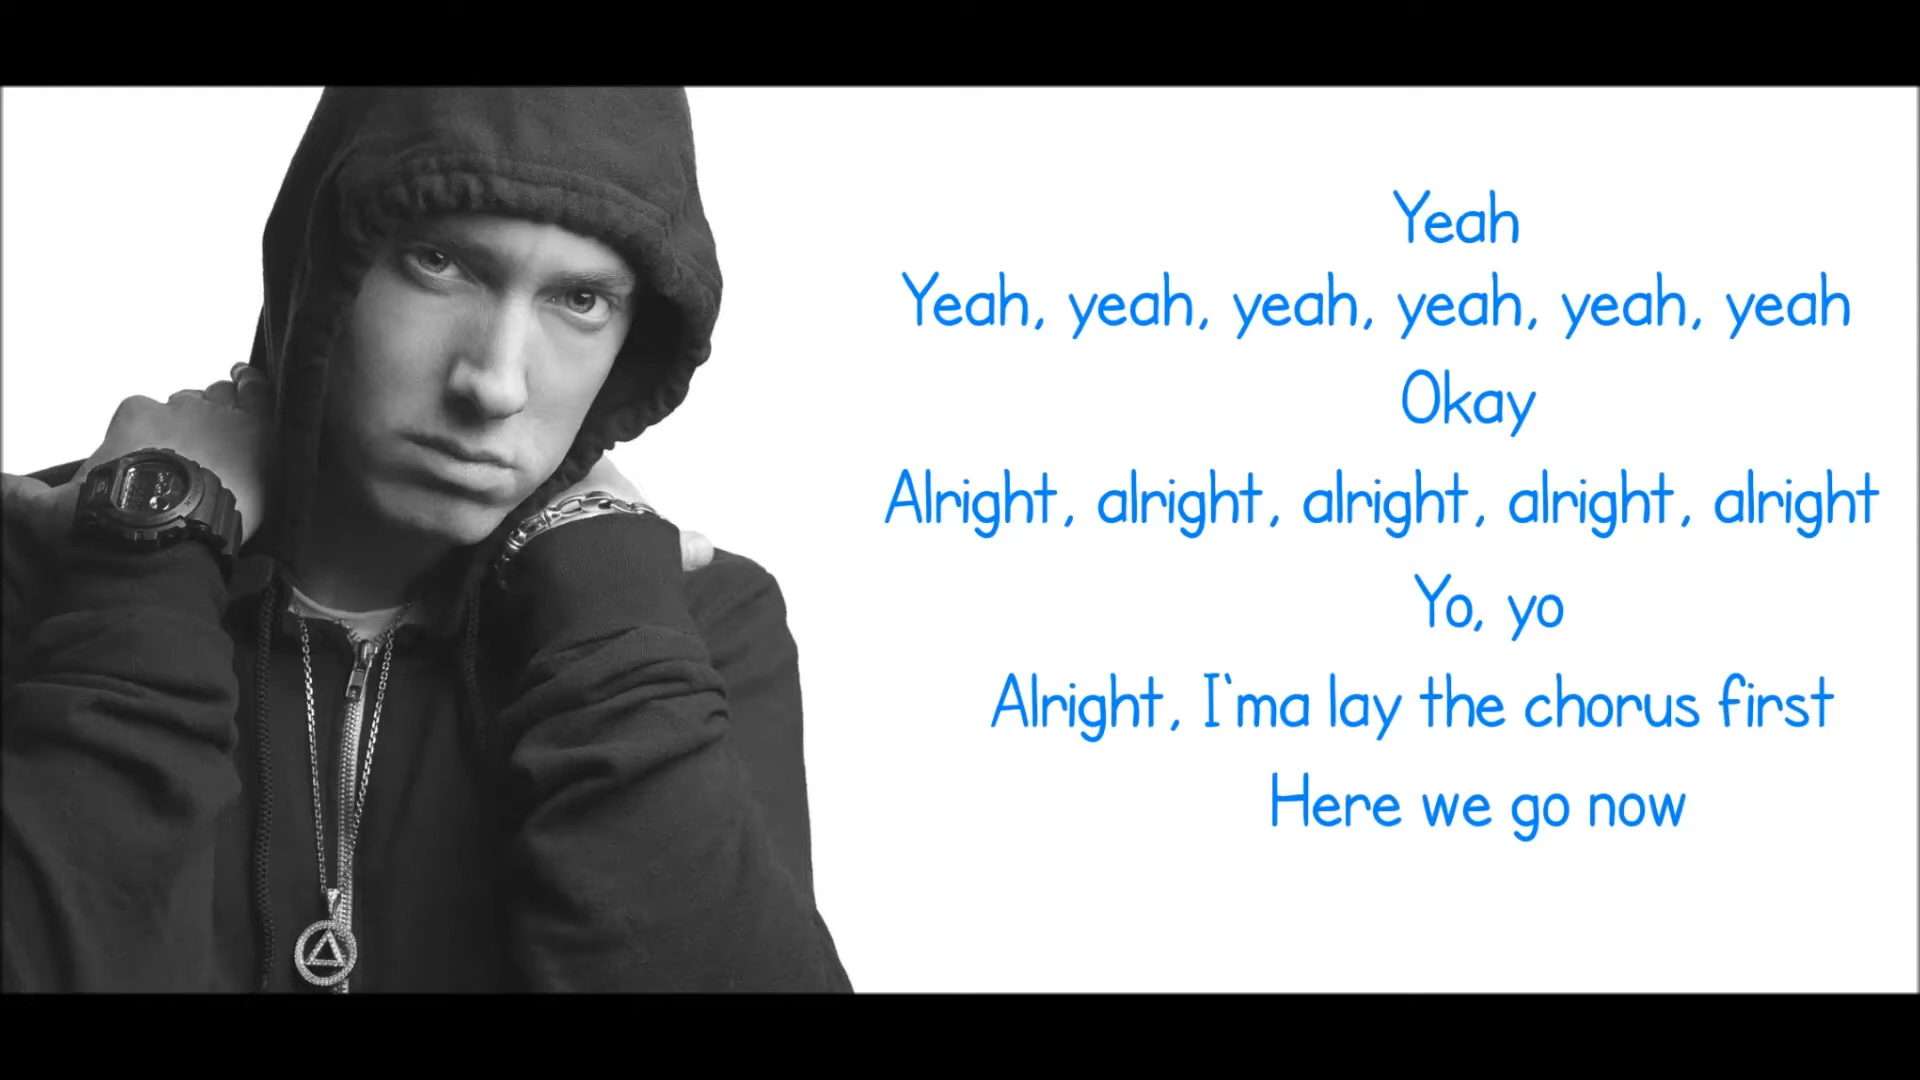 Yeah
Yeah, yeah, yeah, yeah, yeah, yeah
Okay
Alright, alright, alright, alright, alright
Yo, yo
Alright, I'ma lay the chorus first
Here we go now